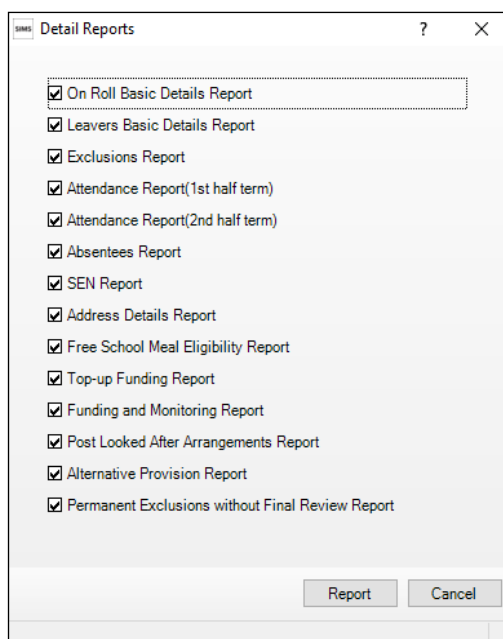 SIMS Detail Reports ? X
On Roll Basic Details Report
Leavers Basic Details Report
Exclusions Report
Attendance Report(1st half term)
Attendance Report(2nd half term)
Absentees Report
SEN Report
Address Details Report
Free School Meal Eligibility Report
Top-up Funding Report
Funding and Monitoring Report
Post Looked After Arrangements Report
Alternative Provision Report
Permanent Exclusions without Final Review Report
Report Cancel